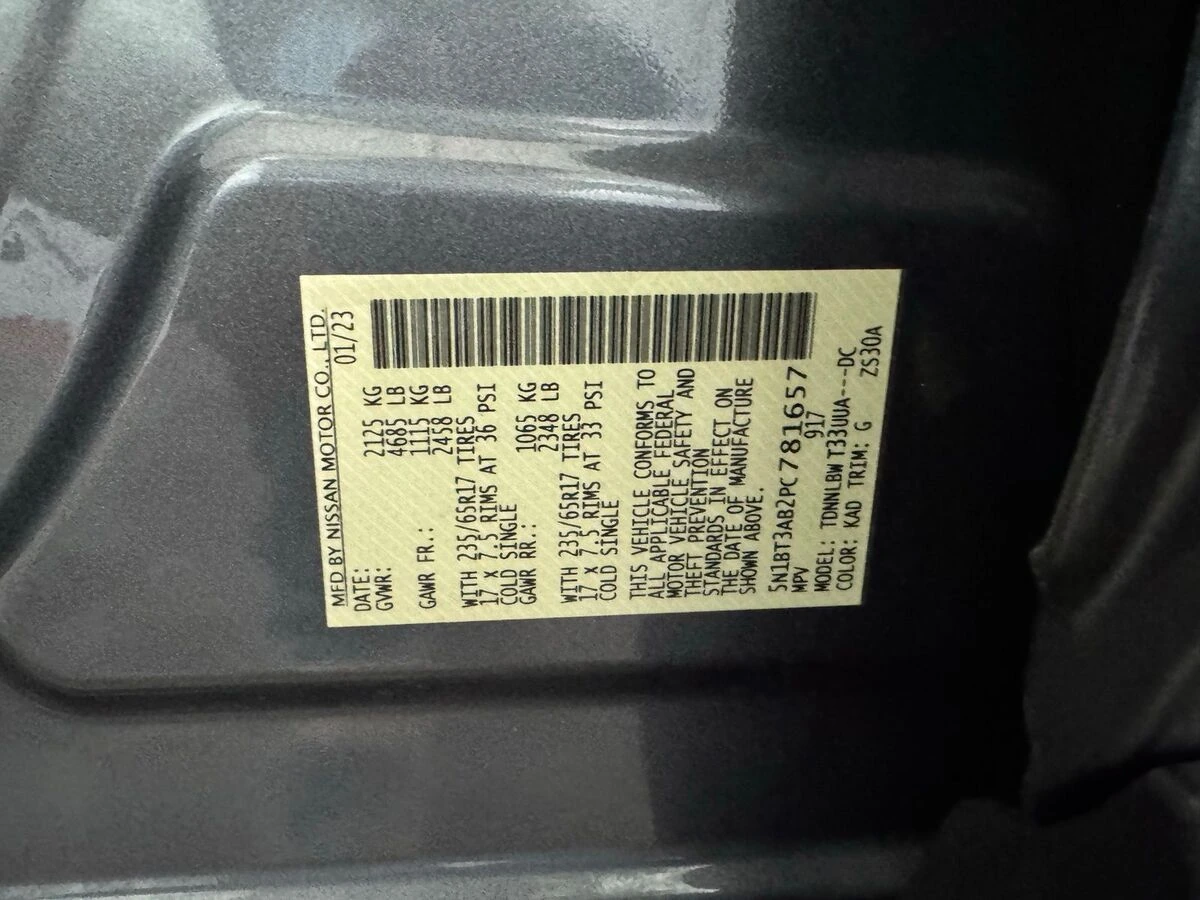 MFD BY NISSAN MOTOR CO., LTD.
DATE: 01/23
GVWR: 2125 KG
4685 LB
GAWR FR.: 1115 KG
2458 LB
WITH 235/65R17 TIRES
17 x 7.5 RIMS AT 36 PSI
COLD SINGLE
GAWR RR.: 1065 KG
2348 LB
WITH 235/65R17 TIRES
17 x 7.5 RIMS AT 33 PSI
COLD SINGLE
THIS VEHICLE CONFORMS TO
ALL APPLICABLE FEDERAL
MOTOR VEHICLE SAFETY AND
THEFT PREVENTION
STANDARDS IN EFFECT ON
THE DATE OF MANUFACTURE
SHOWN ABOVE.
5N1BT3AB2PC781657
MPV 917
MODEL: TDNNLBW T33UUA---DC
COLOR: KAD TRIM: G ZS30A